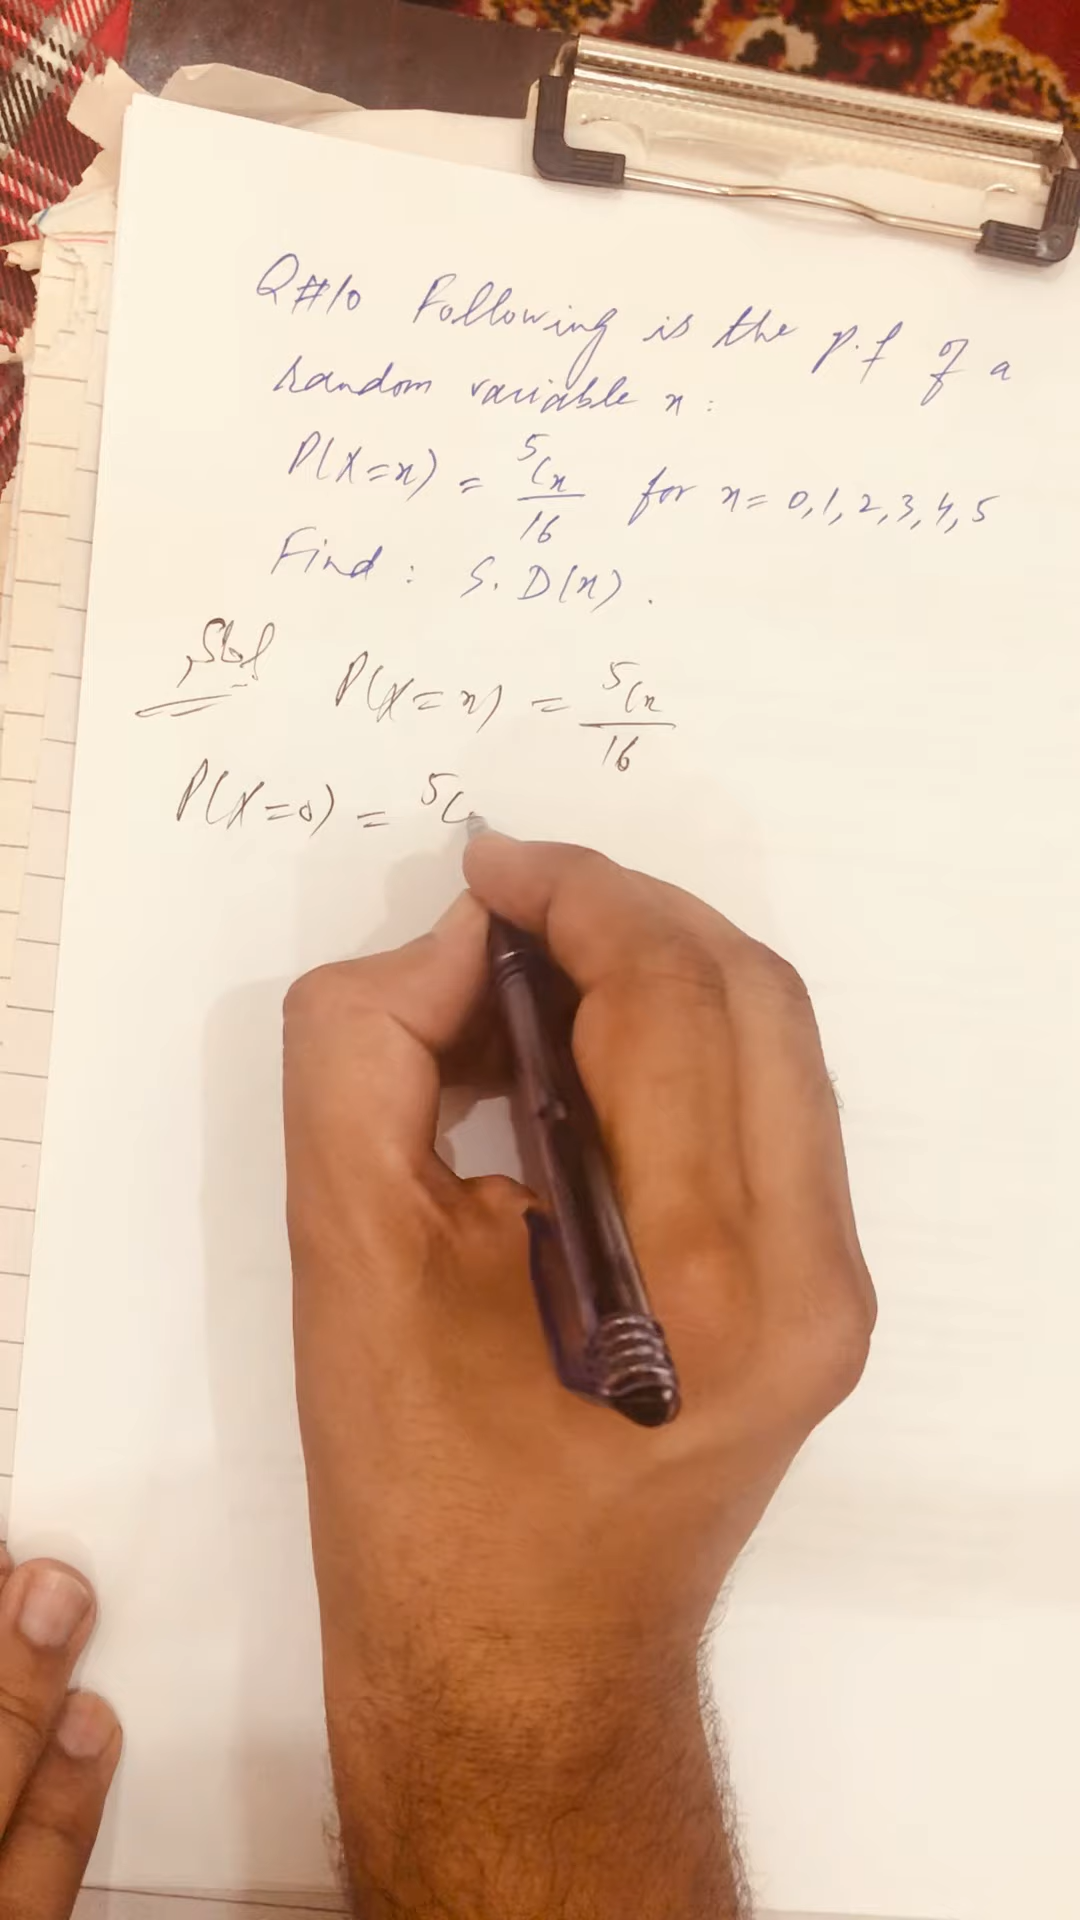 Q#10 Following is the p.f of a
random variable x:
P(X=x) = ⁵Cx/16 for x= 0,1,2,3,4,5
Find: S.D(x).
Sol P(X=x) = ⁵Cx/16
P(X=0) = ⁵C